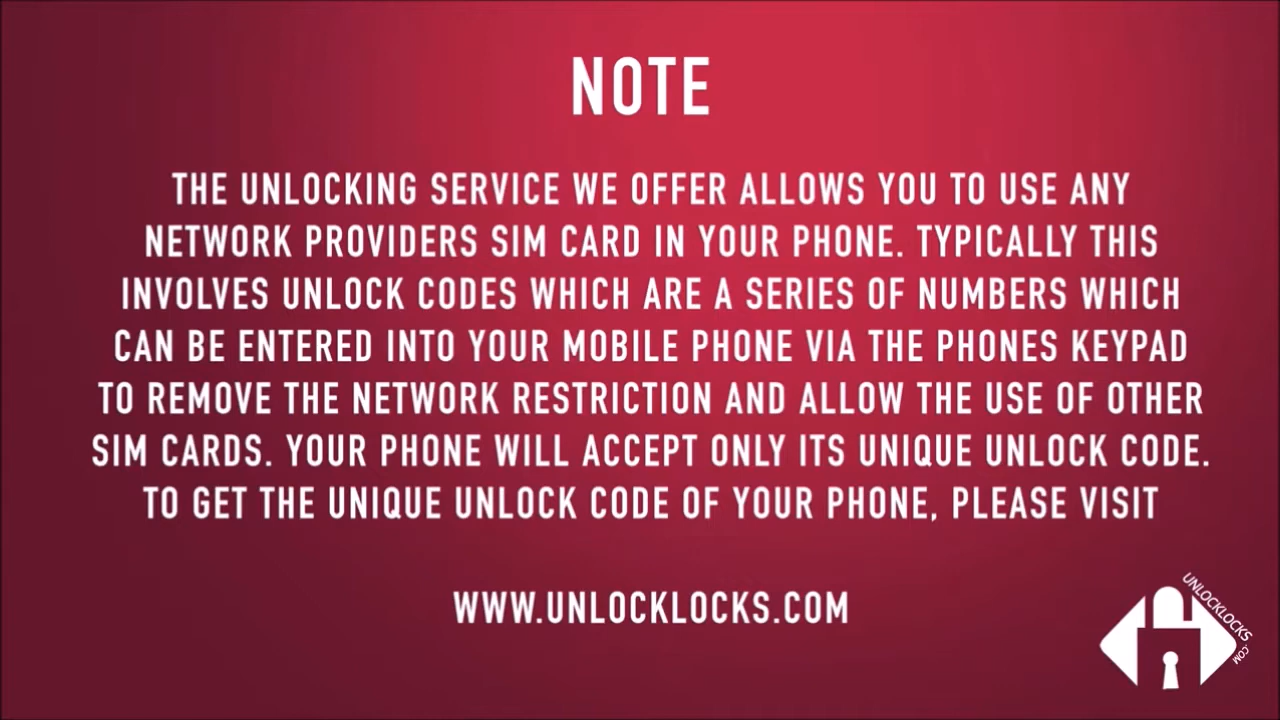 NOTE
THE UNLOCKING SERVICE WE OFFER ALLOWS YOU TO USE ANY
NETWORK PROVIDERS SIM CARD IN YOUR PHONE. TYPICALLY THIS
INVOLVES UNLOCK CODES WHICH ARE A SERIES OF NUMBERS WHICH
CAN BE ENTERED INTO YOUR MOBILE PHONE VIA THE PHONES KEYPAD
TO REMOVE THE NETWORK RESTRICTION AND ALLOW THE USE OF OTHER
SIM CARDS. YOUR PHONE WILL ACCEPT ONLY ITS UNIQUE UNLOCK CODE.
TO GET THE UNIQUE UNLOCK CODE OF YOUR PHONE, PLEASE VISIT
WWW.UNLOCKLOCKS.COM
UNLOCKLOCKS.COM